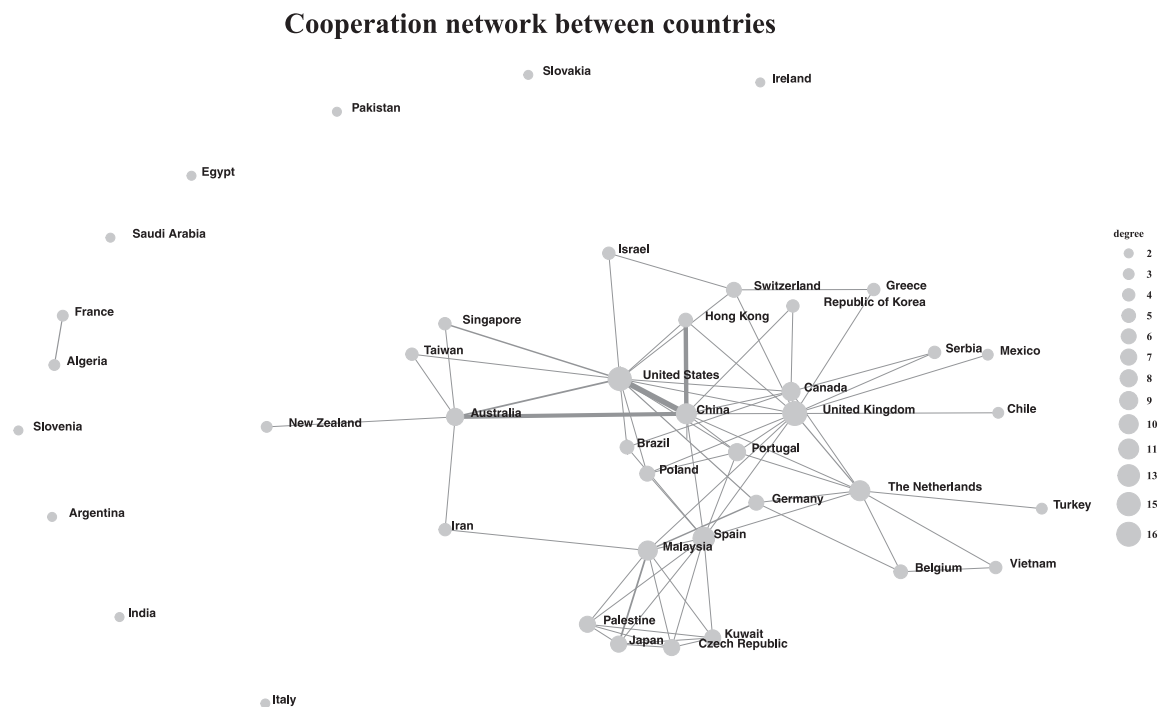 Cooperation network between countries
Slovakia
Ireland
Pakistan
Egypt
Saudi Arabia
degree
Israel
2
3
Switzerland
Greece
4
Republic of Korea
France
Hong Kong
5
Singapore
6
Taiwan
Serbia
Mexico
7
Algeria
United States
8
Canada
9
Australia
China
United Kingdom
Chile
10
New Zealand
Slovenia
Brazil
Portugal
11
Poland
13
The Netherlands
Germany
15
Turkey
Argentina
Iran
Spain
16
Malaysia
Belgium
Vietnam
India
Palestine
Kuwait
Japan
Czech Republic
Italy